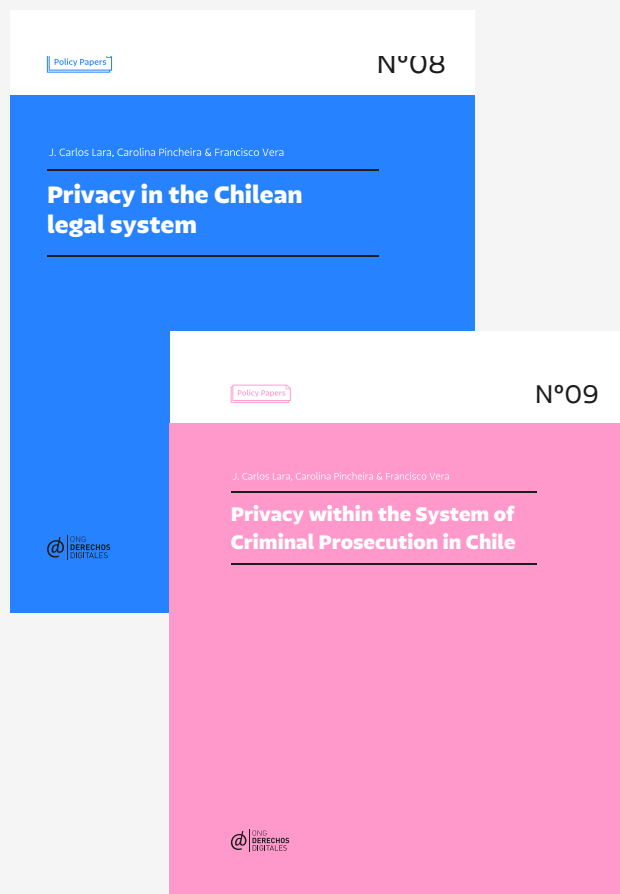 Policy Papers
Nº08
J. Carlos Lara, Carolina Pincheira & Francisco Vera
Privacy in the Chilean
legal system
ONG
DERECHOS
DIGITALES
Policy Papers
Nº09
J. Carlos Lara, Carolina Pincheira & Francisco Vera
Privacy within the System of
Criminal Prosecution in Chile
ONG
DERECHOS
DIGITALES